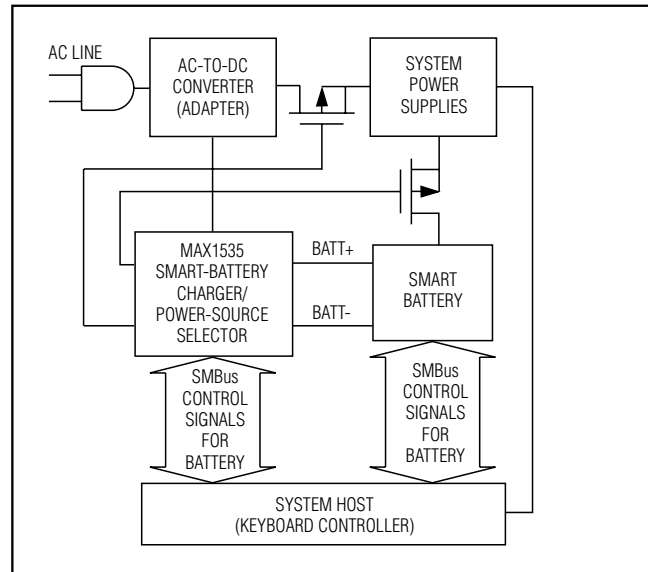 AC LINE
AC-TO-DC
CONVERTER
(ADAPTER)
SYSTEM
POWER
SUPPLIES
MAX1535
SMART-BATTERY
CHARGER/
POWER-SOURCE
SELECTOR
BATT+
BATT-
SMART
BATTERY
SMBus
CONTROL
SIGNALS
FOR
BATTERY
SMBus
CONTROL
SIGNALS
FOR
BATTERY
SYSTEM HOST
(KEYBOARD CONTROLLER)